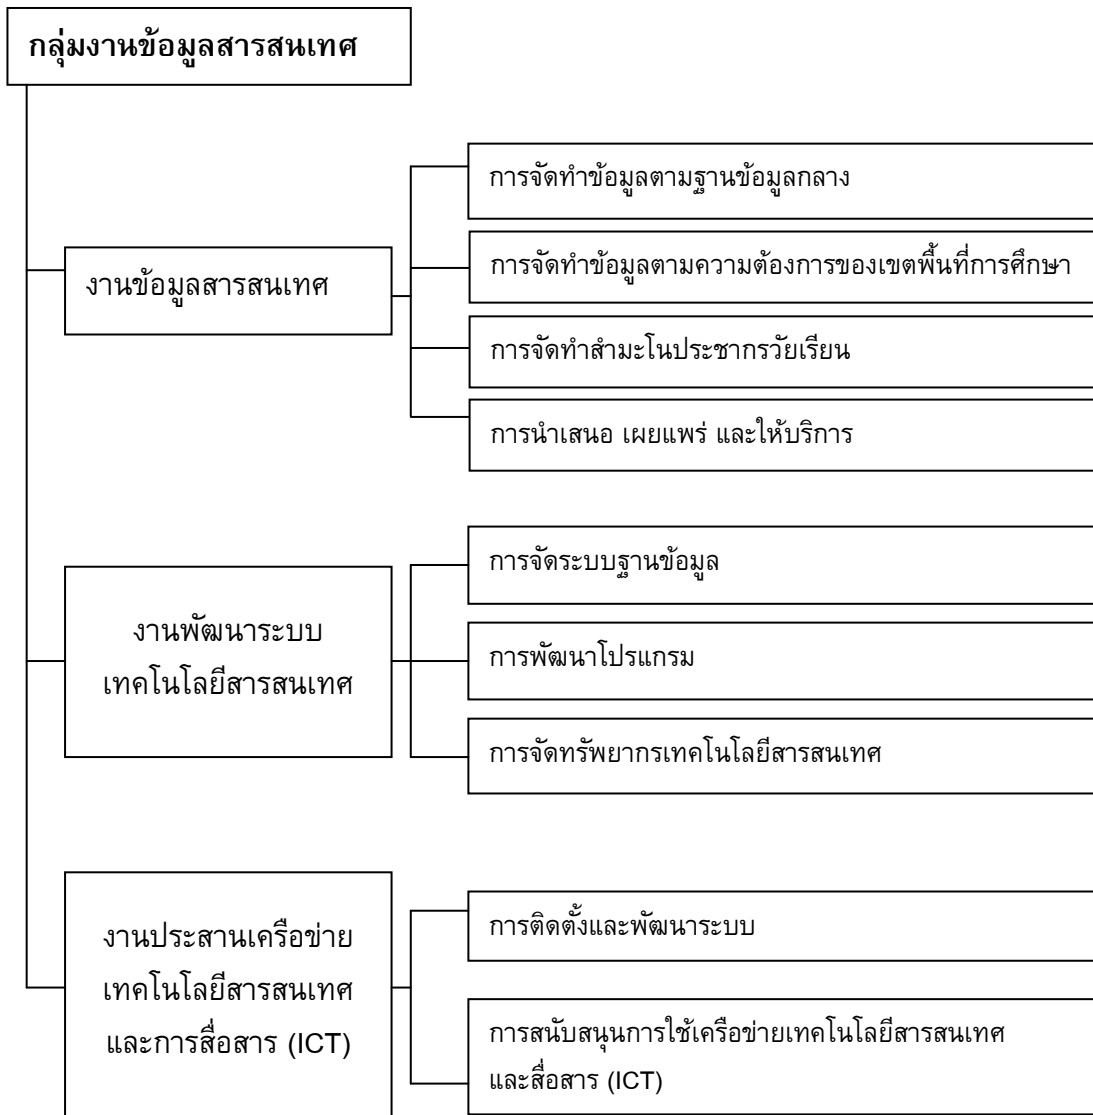 กลุ่มงานข้อมูลสารสนเทศ
งานข้อมูลสารสนเทศ
การจัดทำข้อมูลตามฐานข้อมูลกลาง
การจัดทำข้อมูลตามความต้องการของเขตพื้นที่การศึกษา
การจัดทำสำมะโนประชากรวัยเรียน
การนำเสนอ เผยแพร่ และให้บริการ
งานพัฒนาระบบ
เทคโนโลยีสารสนเทศ
การจัดระบบฐานข้อมูล
การพัฒนาโปรแกรม
การจัดทรัพยากรเทคโนโลยีสารสนเทศ
งานประสานเครือข่าย
เทคโนโลยีสารสนเทศ
และการสื่อสาร (ICT)
การติดตั้งและพัฒนาระบบ
การสนับสนุนการใช้เครือข่ายเทคโนโลยีสารสนเทศ
และสื่อสาร (ICT)